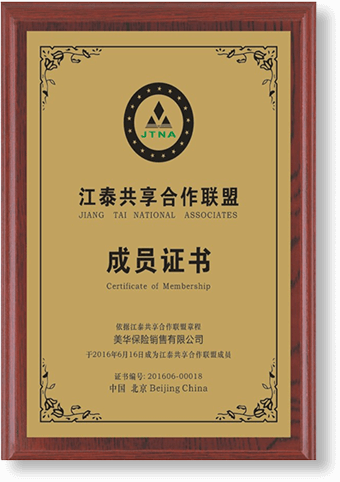 JTNA
江泰共享合作联盟
JIANG TAI NATIONAL ASSOCIATES
成员证书
Certificate of Membership
依据江泰共享合作联盟章程
美华保险销售有限公司
于2016年6月16日成为江泰共享合作联盟成员
证书编号: 201606-00018
中国 北京 Beijing China